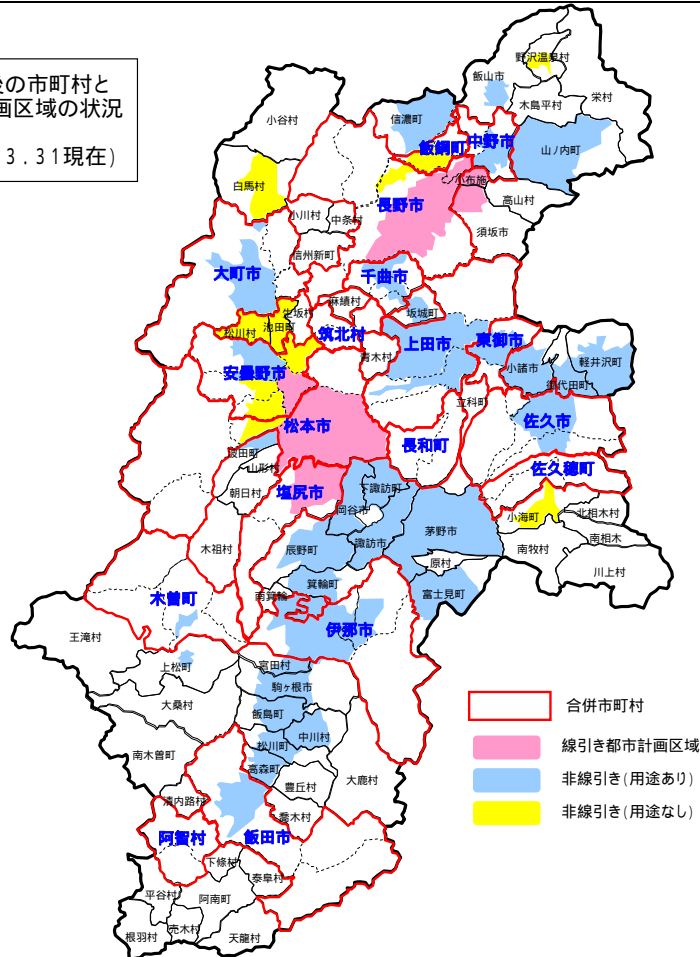 後の市町村と
画区域の状況
3.31現在)
野沢温泉村
飯山市
木島平村
栄村
小谷村
信濃町
飯綱町
中野市
山ノ内町
白馬村
小布施
長野市
高山村
小川村
中条村
須坂市
信州新町
大町市
千曲市
麻績村
坂城町
生坂村
池田町
松川村
筑北村
上田市
東御市
青木村
小諸市
軽井沢町
御代田町
安曇野市
立科町
松本市
長和町
佐久市
波田町
山形村
佐久穂町
塩尻市
下諏訪町
朝日村
岡谷市
小海町
北相木村
茅野市
木祖村
辰野町
諏訪市
南相木
南牧村
原村
川上村
箕輪町
富士見町
南箕輪
木曽町
伊那市
王滝村
上松町
宮田村
駒ヶ根市
大桑村
飯島町
中川村
松川町
南木曽町
高森町
大鹿村
豊丘村
清内路村
喬木村
阿智村
飯田市
下條村
泰阜村
平谷村
阿南町
売木村
根羽村
天龍村
合併市町村
線引き都市計画区域
非線引き(用途あり)
非線引き(用途なし)